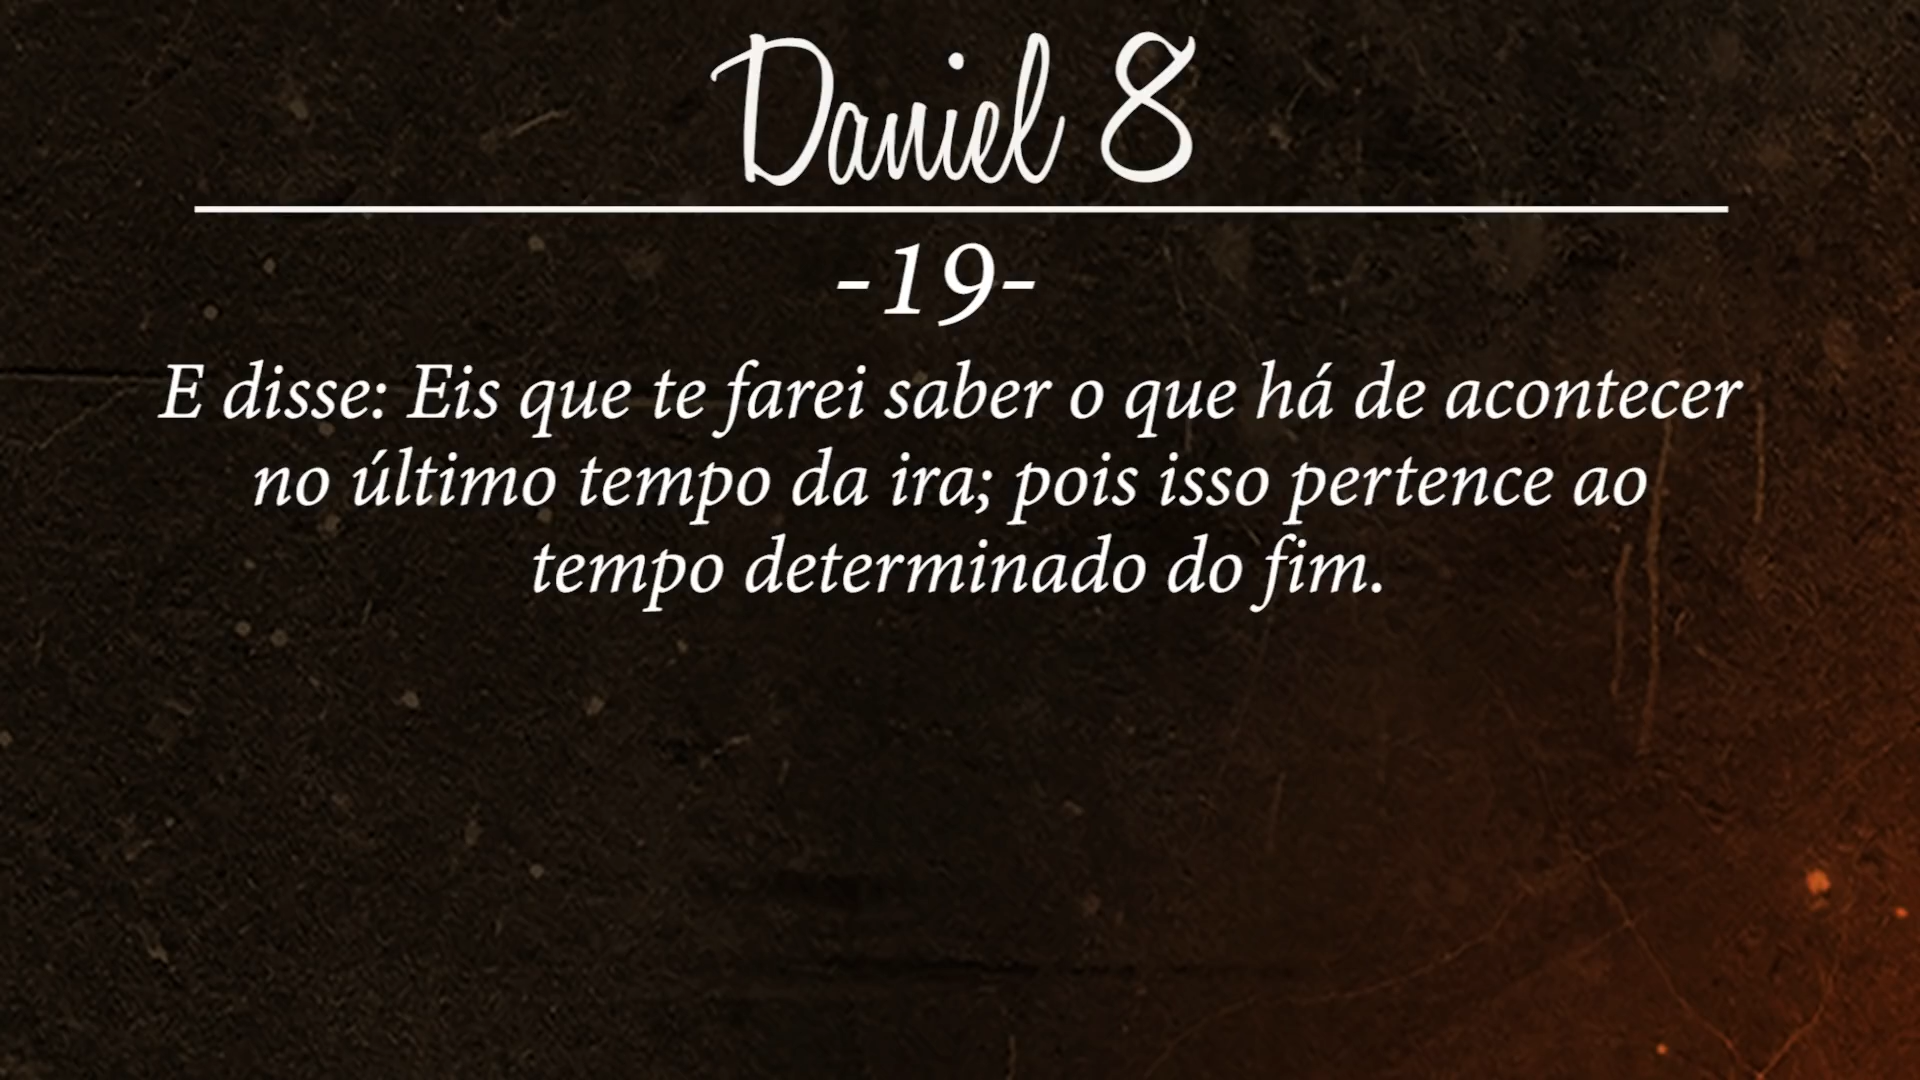 Daniel 8
-19-
E disse: Eis que te farei saber o que há de acontecer
no último tempo da ira; pois isso pertence ao
tempo determinado do fim.